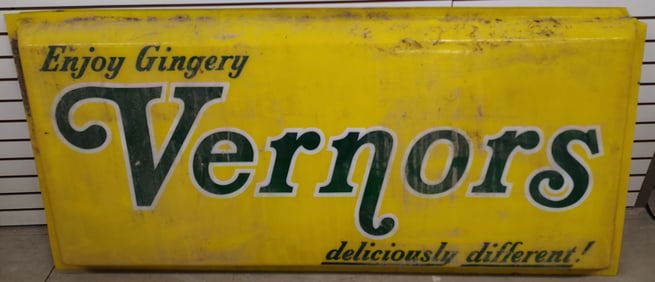 Enjoy Gingery
Vernors
deliciously different!